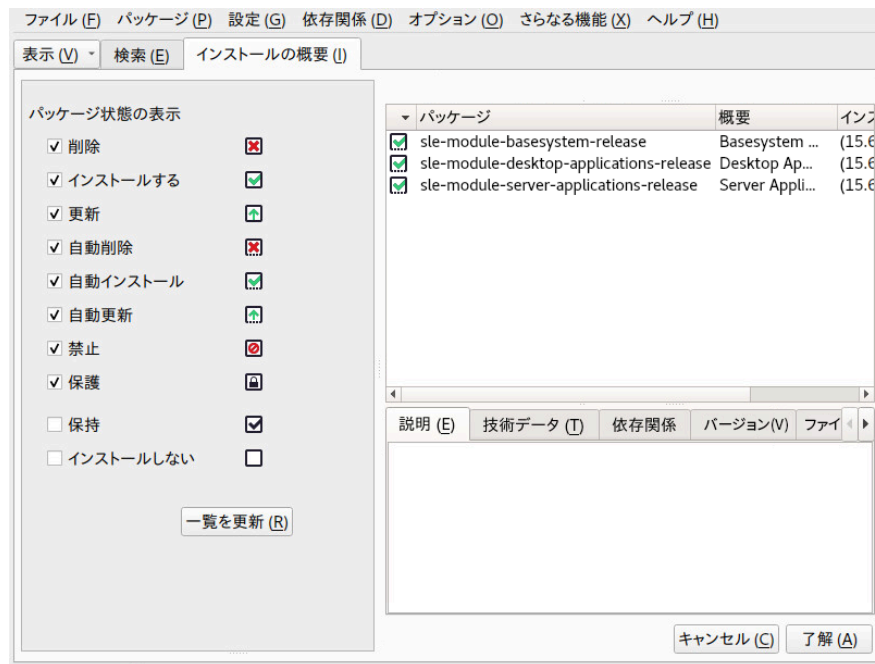 ファイル (F) パッケージ (P) 設定 (G) 依存関係 (D) オプション (O) さらなる機能 (X) ヘルプ (H)
表示 (V) 検索 (E) インストールの概要 (I)
パッケージ状態の表示
削除
インストールする
更新
自動削除
自動インストール
自動更新
禁止
保護
保持
インストールしない
一覧を更新 (R)
パッケージ 概要 インス
sle-module-basesystem-release Basesystem ... (15.6
sle-module-desktop-applications-release Desktop Ap... (15.6
sle-module-server-applications-release Server Appli... (15.6
説明 (E) 技術データ (T) 依存関係 バージョン(V) ファイ
キャンセル (C) 了解 (A)